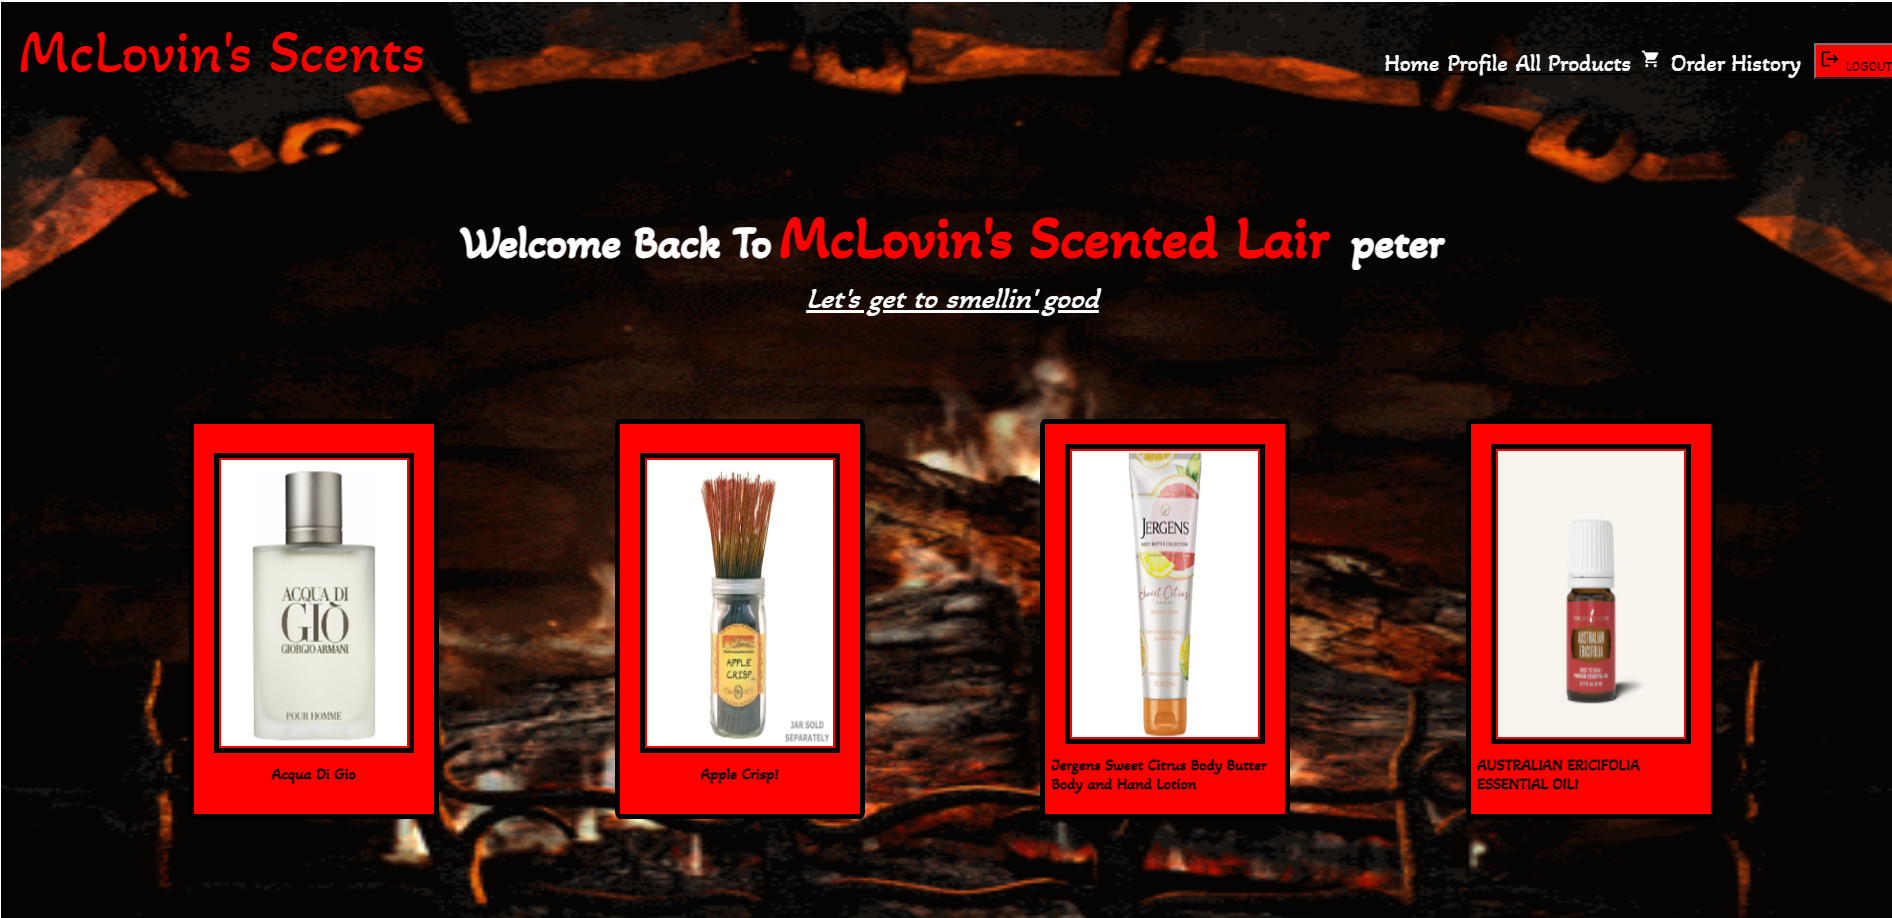 McLovin's Scents
Home Profile All Products Order History LOGOUT
Welcome Back To McLovin's Scented Lair peter
Let's get to smellin' good
ACQUA DI
GIÒ
GIORGIO ARMANI
POUR HOMME
Acqua Di Gio
APPLE
CRISP
JAR SOLD
SEPARATELY
Apple Crisp!
JERGENS
BODY BUTTER COLLECTION
Sweet Citrus
Jergens Sweet Citrus Body Butter
Body and Hand Lotion
AUSTRALIAN
ERICIFOLIA
AUSTRALIAN ERICIFOLIA
ESSENTIAL OIL!